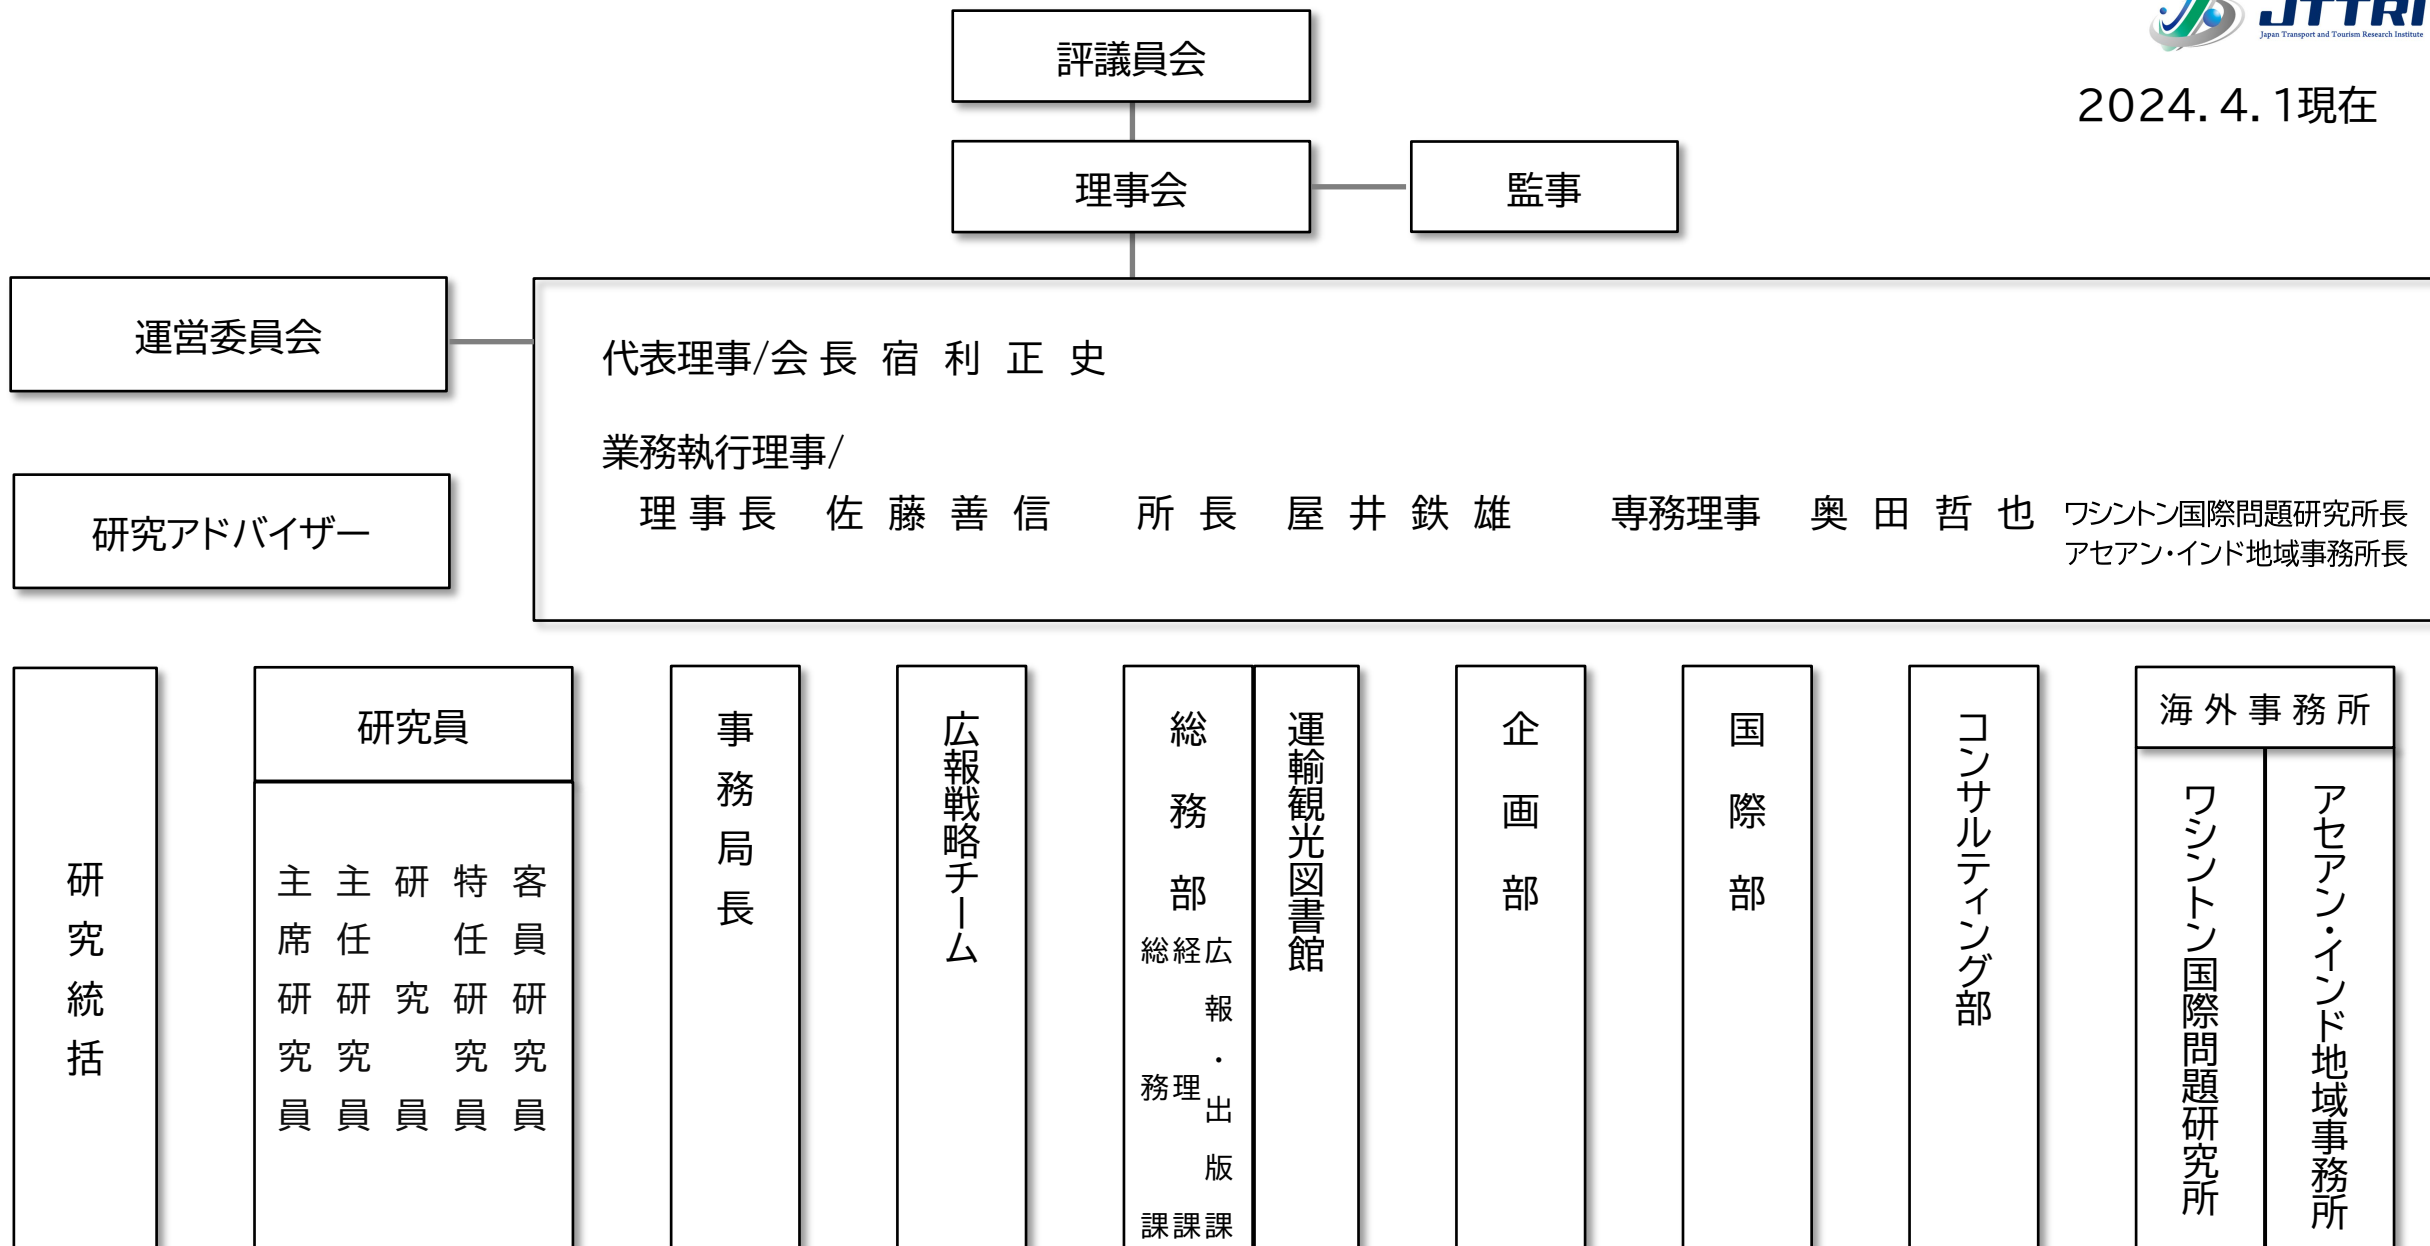 JTTRI
Japan Transport and Tourism Research Institute
2024.4.1現在
評議員会
理事会
監事
運営委員会
研究アドバイザー
代表理事/会長 宿利正史
業務執行理事/
理事長 佐藤善信 所長 屋井鉄雄 専務理事 奥田哲也 ワシントン国際問題研究所長
アセアン・インド地域事務所長
研究統括
研究員
主席研究員
主任研究員
研究員
特任研究員
客員研究員
事務局長
広報戦略チーム
総務部
総務課
経理課
広報・出版課
運輸観光図書館
企画部
国際部
コンサルティング部
海外事務所
ワシントン国際問題研究所
アセアン・インド地域事務所